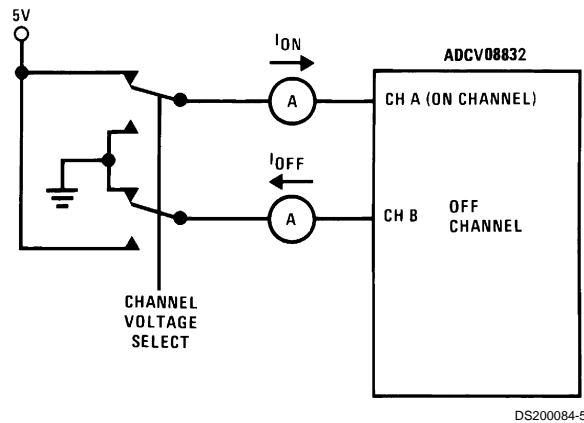 5V
ION
ADCV08832
A
CH A (ON CHANNEL)
IOFF
A
CH B
OFF
CHANNEL
CHANNEL
VOLTAGE
SELECT
DS200084-5